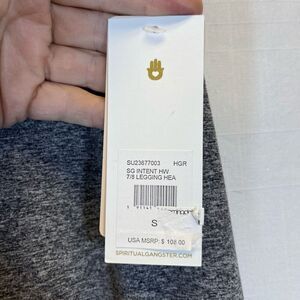 SU23677003 HGR
SG INTENT HW
7/8 LEGGING HEA
S
USA MSRP: $ 108.00
SPIRITUALGANGSTER.COM